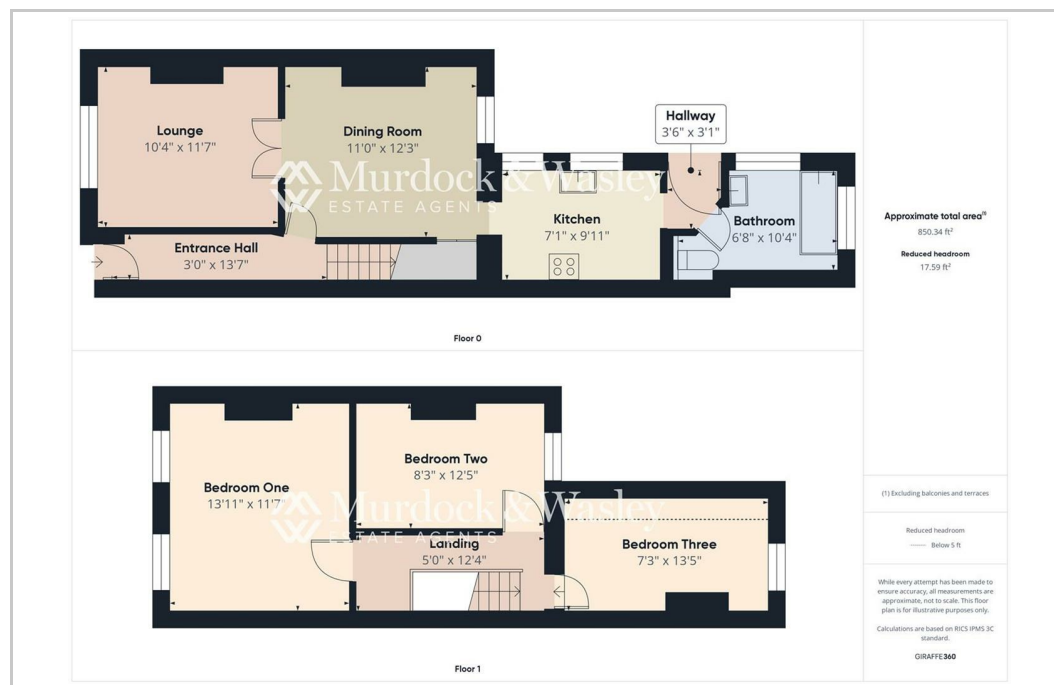 Lounge
10'4" x 11'7"
Dining Room
11'0" x 12'3"
Hallway
3'6" x 3'1"
Murdock & Wasley
ESTATE AGENTS
Kitchen
7'1" x 9'11"
Bathroom
6'8" x 10'4"
Entrance Hall
3'0" x 13'7"
Floor 0
Approximate total area(1)
850.34 ft²
Reduced headroom
17.59 ft²
Bedroom One
13'11" x 11'7"
Bedroom Two
8'3" x 12'5"
Murdock & Wasley
ESTATE AGENTS
Landing
5'0" x 12'4"
Bedroom Three
7'3" x 13'5"
Floor 1
(1) Excluding balconies and terraces
Reduced headroom
Below 5 ft
While every attempt has been made to
ensure accuracy, all measurements are
approximate, not to scale. This floor
plan is for illustrative purposes only.
Calculations are based on RICS IPMS 3C
standard.
GIRAFFE360